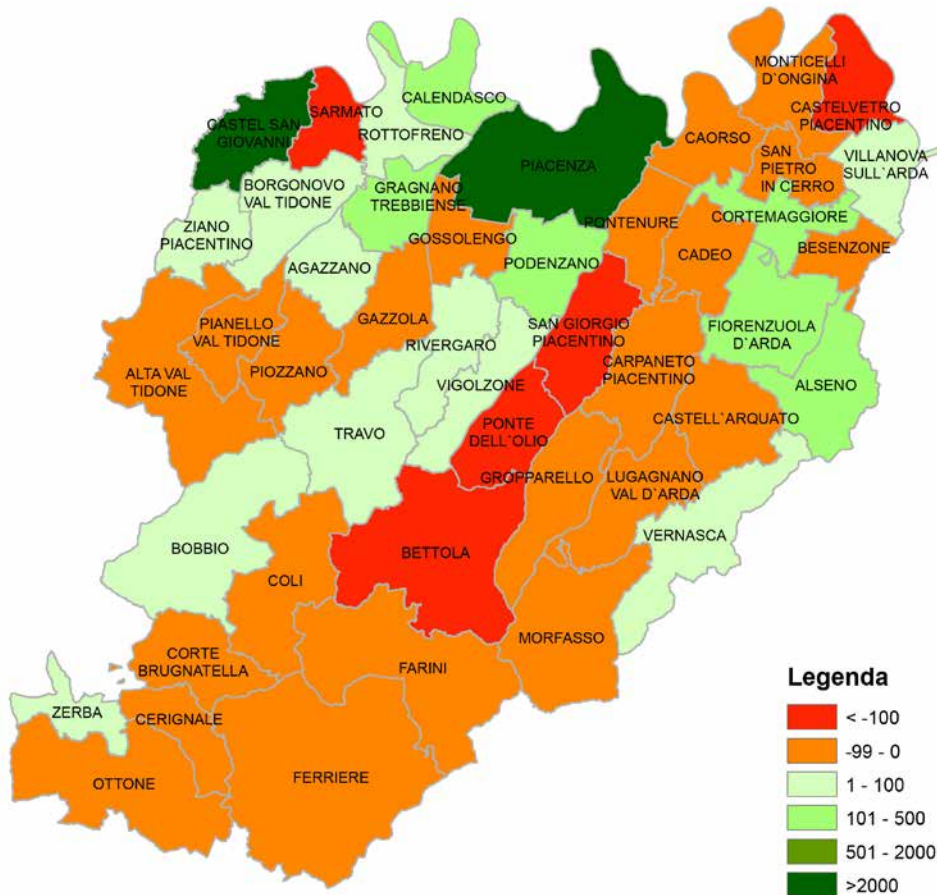 MONTICELLI
D`ONGINA
CALENDASCO
SARMATO
CASTELVETRO
PIACENTINO
CASTEL SAN
GIOVANNI
ROTTOFRENO
CAORSO
SAN
PIETRO
IN CERRO
VILLANOVA
SULL`ARDA
PIACENZA
BORGONOVO
VAL TIDONE
GRAGNANO
TREBBIENSE
ZIANO
PIACENTINO
PONTENURE
CORTEMAGGIORE
GOSSOLENGO
BESENZONE
CADEO
PODENZANO
AGAZZANO
GAZZOLA
SAN GIORGIO
PIACENTINO
FIORENZUOLA
D`ARDA
PIANELLO
VAL TIDONE
RIVERGARO
CARPANETO
PIACENTINO
ALTA VAL
TIDONE
PIOZZANO
VIGOLZONE
ALSENO
CASTELL`ARQUATO
PONTE
DELL`OLIO
TRAVO
GROPPARELLO
LUGAGNANO
VAL D`ARDA
VERNASCA
BOBBIO
BETTOLA
COLI
MORFASSO
CORTE
BRUGNATELLA
FARINI
ZERBA
CERIGNALE
OTTONE
FERRIERE
Legenda
< -100
-99 - 0
1 - 100
101 - 500
501 - 2000
>2000